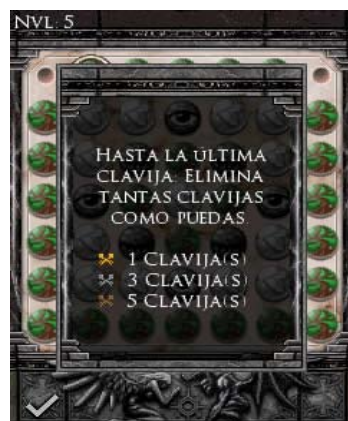 NVL: 5
HASTA LA ÚLTIMA
CLAVIJA. ELIMINA
TANTAS CLAVIJAS
COMO PUEDAS.
1 CLAVIJA(S)
3 CLAVIJA(S)
5 CLAVIJA(S)